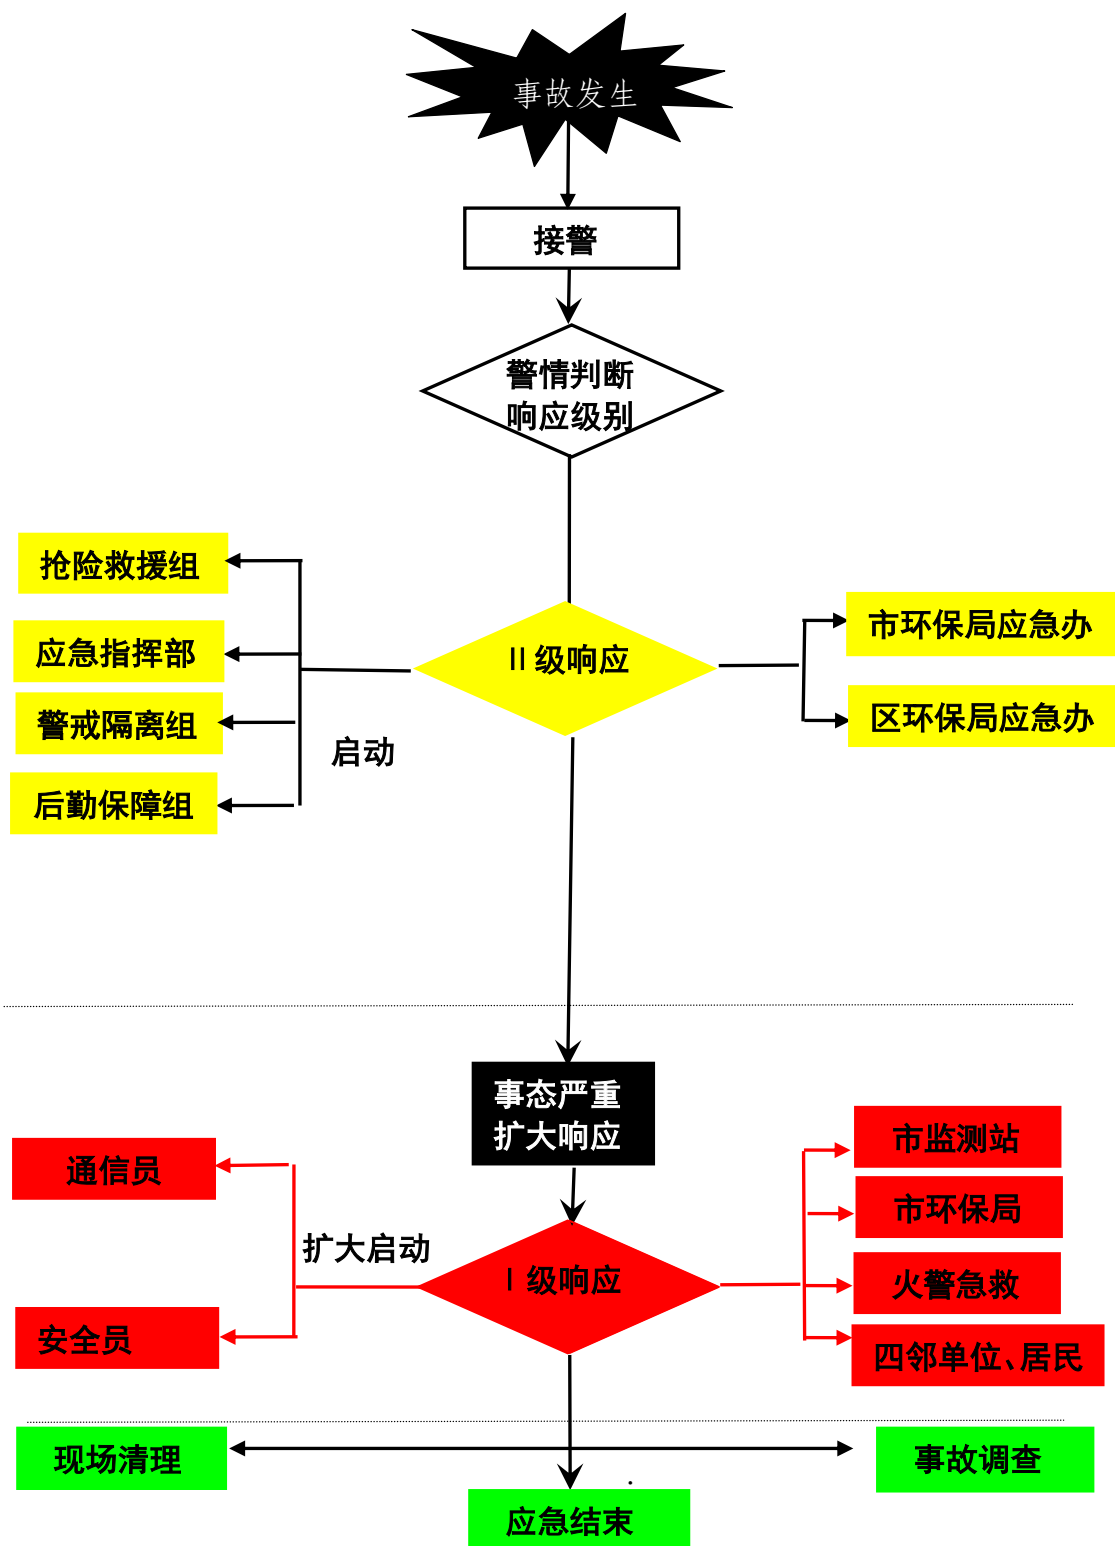 事故发生
接警
警情判断
响应级别
抢险救援组
应急指挥部
警戒隔离组
后勤保障组
启动
Ⅱ级响应
市环保局应急办
区环保局应急办
事态严重
扩大响应
通信员
安全员
扩大启动
Ⅰ级响应
市监测站
市环保局
火警急救
四邻单位、居民
现场清理
事故调查
应急结束